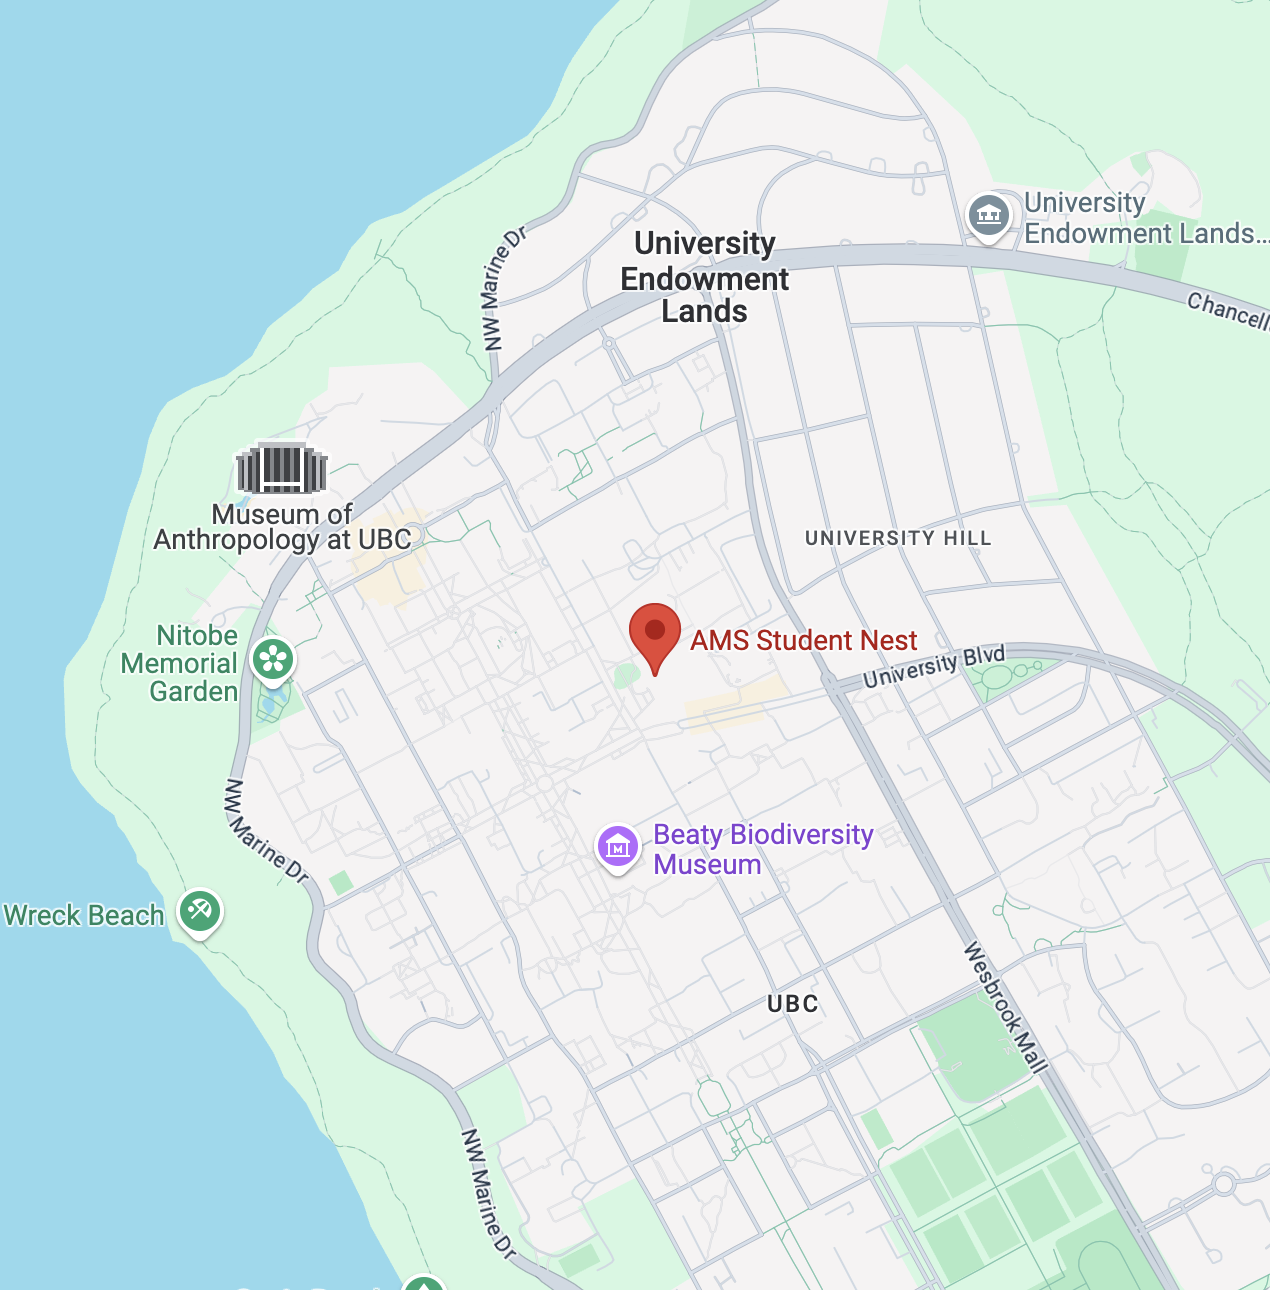 University
Endowment Lands...
NW Marine Dr
University
Endowment
Lands
Chancell
Museum of
Anthropology at UBC
UNIVERSITY HILL
Nitobe
Memorial
Garden
AMS Student Nest
University Blvd
NW Marine Dr
Beaty Biodiversity
Museum
Wreck Beach
Wesbrook Mall
UBC
NW Marine Dr
M